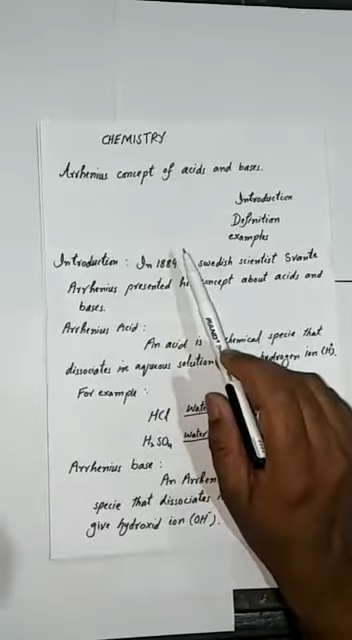 CHEMISTRY
Arrhenius concept of acids and bases.
Introduction
Definition
examples
Introduction : In 1884 swedish scientist Svante
Arrhenius presented concept about acids and
bases.
Arrhenius Acid :
An acid is chemical specie that
dissociates in aqueous solution hydrogen ion (H⁺).
For example :
HCl Water
H₂SO₄ water
Arrhenius base :
An Arrhen
specie that dissociates
give hydroxid ion (OH⁻).